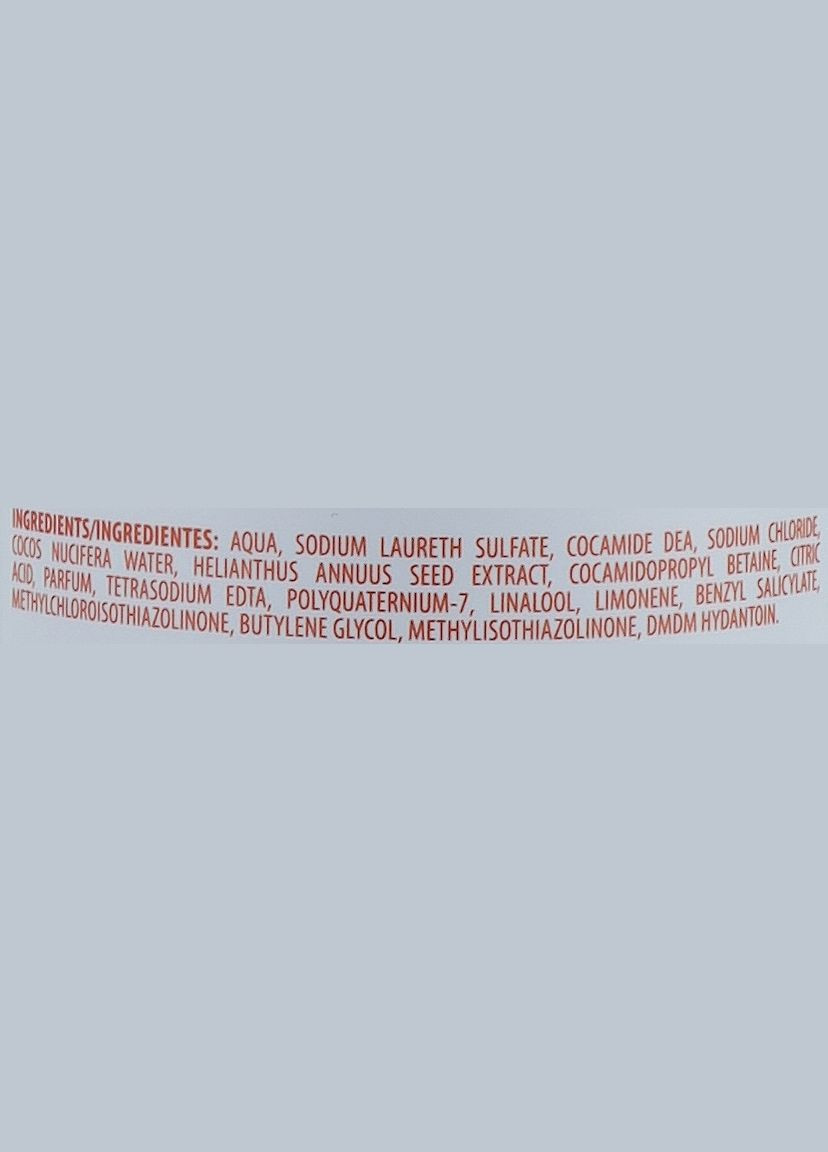 INGREDIENTS/INGREDIENTES: AQUA, SODIUM LAURETH SULFATE, COCAMIDE DEA, SODIUM CHLORIDE,
COCOS NUCIFERA WATER, HELIANTHUS ANNUUS SEED EXTRACT, COCAMIDOPROPYL BETAINE, CITRIC
ACID, PARFUM, TETRASODIUM EDTA, POLYQUATERNIUM-7, LINALOOL, LIMONENE, BENZYL SALICYLATE,
METHYLCHLOROISOTHIAZOLINONE, BUTYLENE GLYCOL, METHYLISOTHIAZOLINONE, DMDM HYDANTOIN.